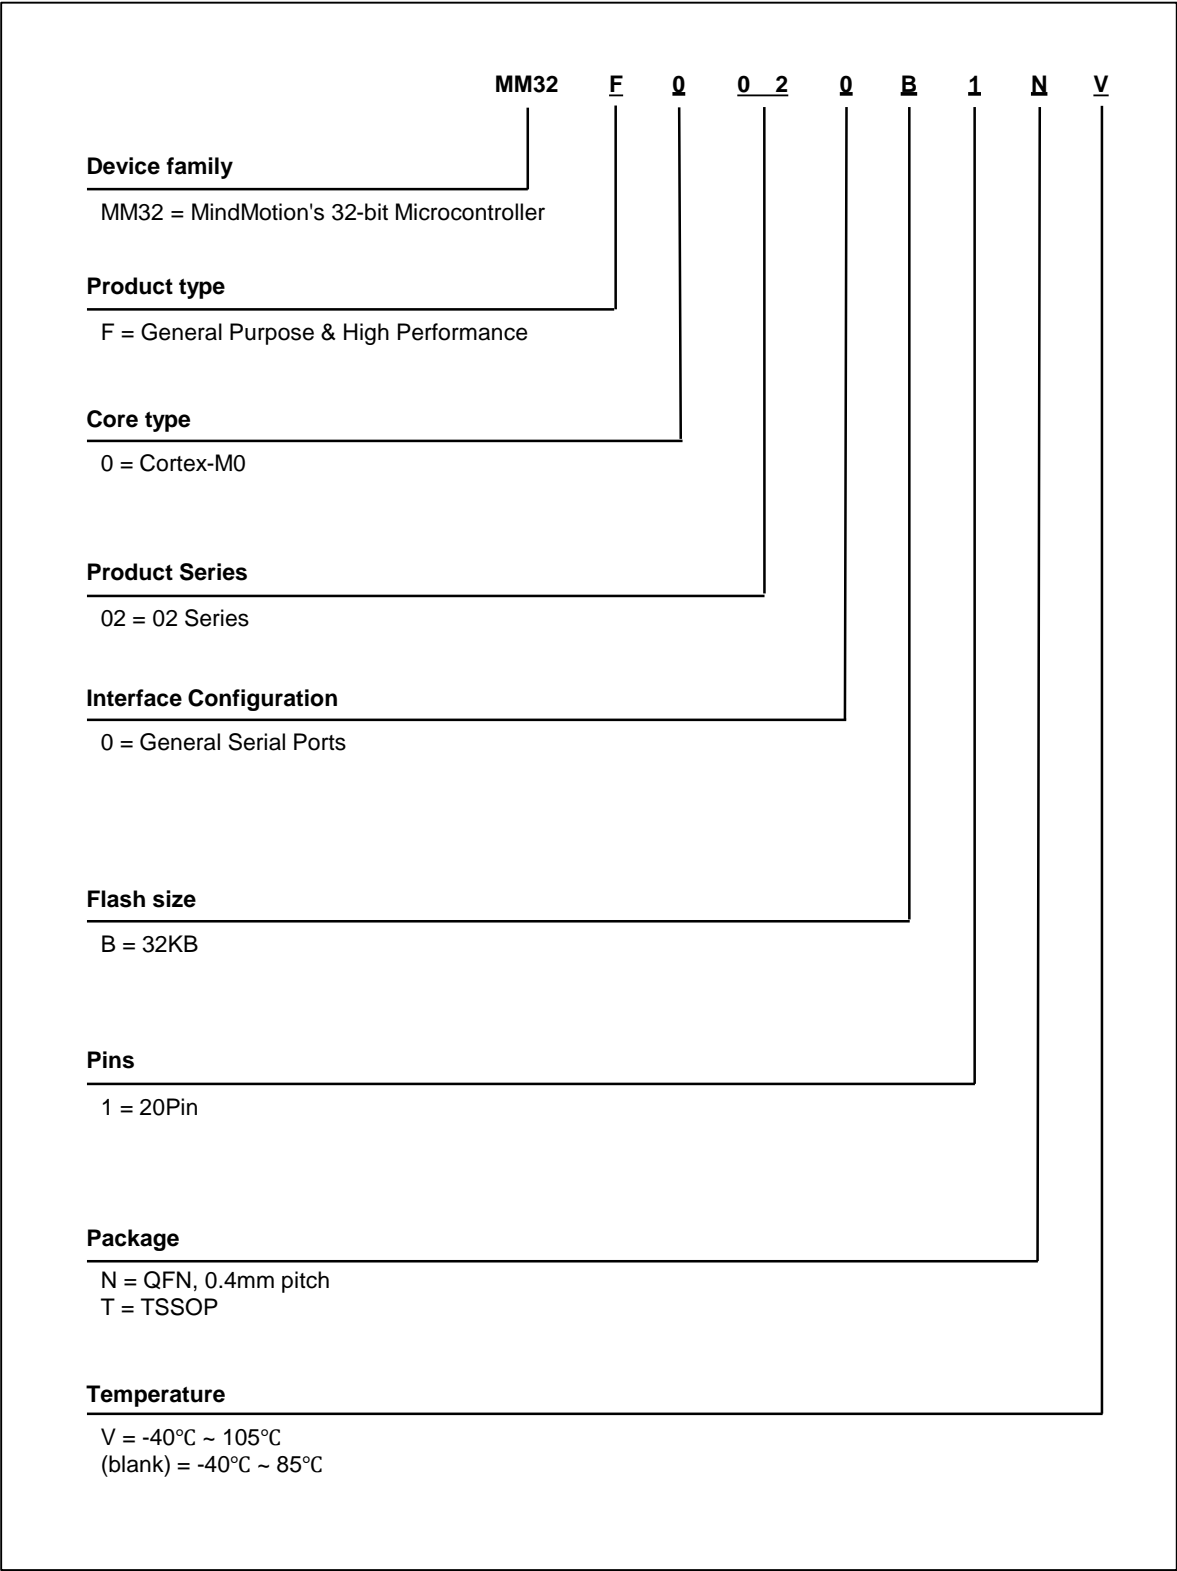 MM32 F 0 0 2 0 B 1 N V
Device family
MM32 = MindMotion's 32-bit Microcontroller
Product type
F = General Purpose & High Performance
Core type
0 = Cortex-M0
Product Series
02 = 02 Series
Interface Configuration
0 = General Serial Ports
Flash size
B = 32KB
Pins
1 = 20Pin
Package
N = QFN, 0.4mm pitch
T = TSSOP
Temperature
V = -40℃ ~ 105℃
(blank) = -40℃ ~ 85℃